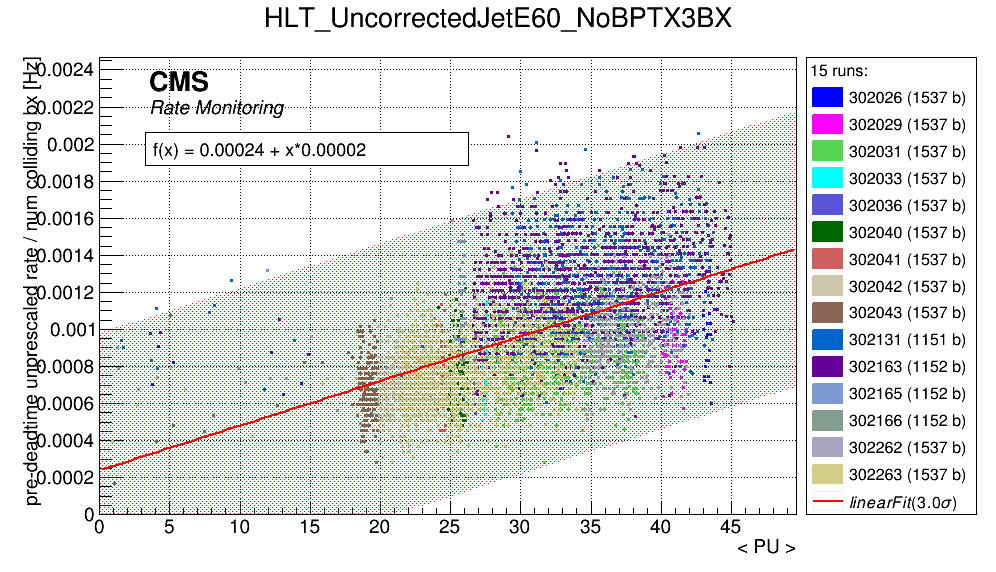 HLT_UncorrectedJetE60_NoBPTX3BX
pre-deadtime unprescaled rate / num colliding bx [Hz]
CMS
Rate Monitoring
f(x) = 0.00024 + x*0.00002
0.0024
0.0022
0.002
0.0018
0.0016
0.0014
0.0012
0.001
0.0008
0.0006
0.0004
0.0002
0
0 5 10 15 20 25 30 35 40 45
< PU >
15 runs:
302026 (1537 b)
302029 (1537 b)
302031 (1537 b)
302033 (1537 b)
302036 (1537 b)
302040 (1537 b)
302041 (1537 b)
302042 (1537 b)
302043 (1537 b)
302131 (1151 b)
302163 (1152 b)
302165 (1152 b)
302166 (1152 b)
302262 (1537 b)
302263 (1537 b)
linearFit(3.0σ)